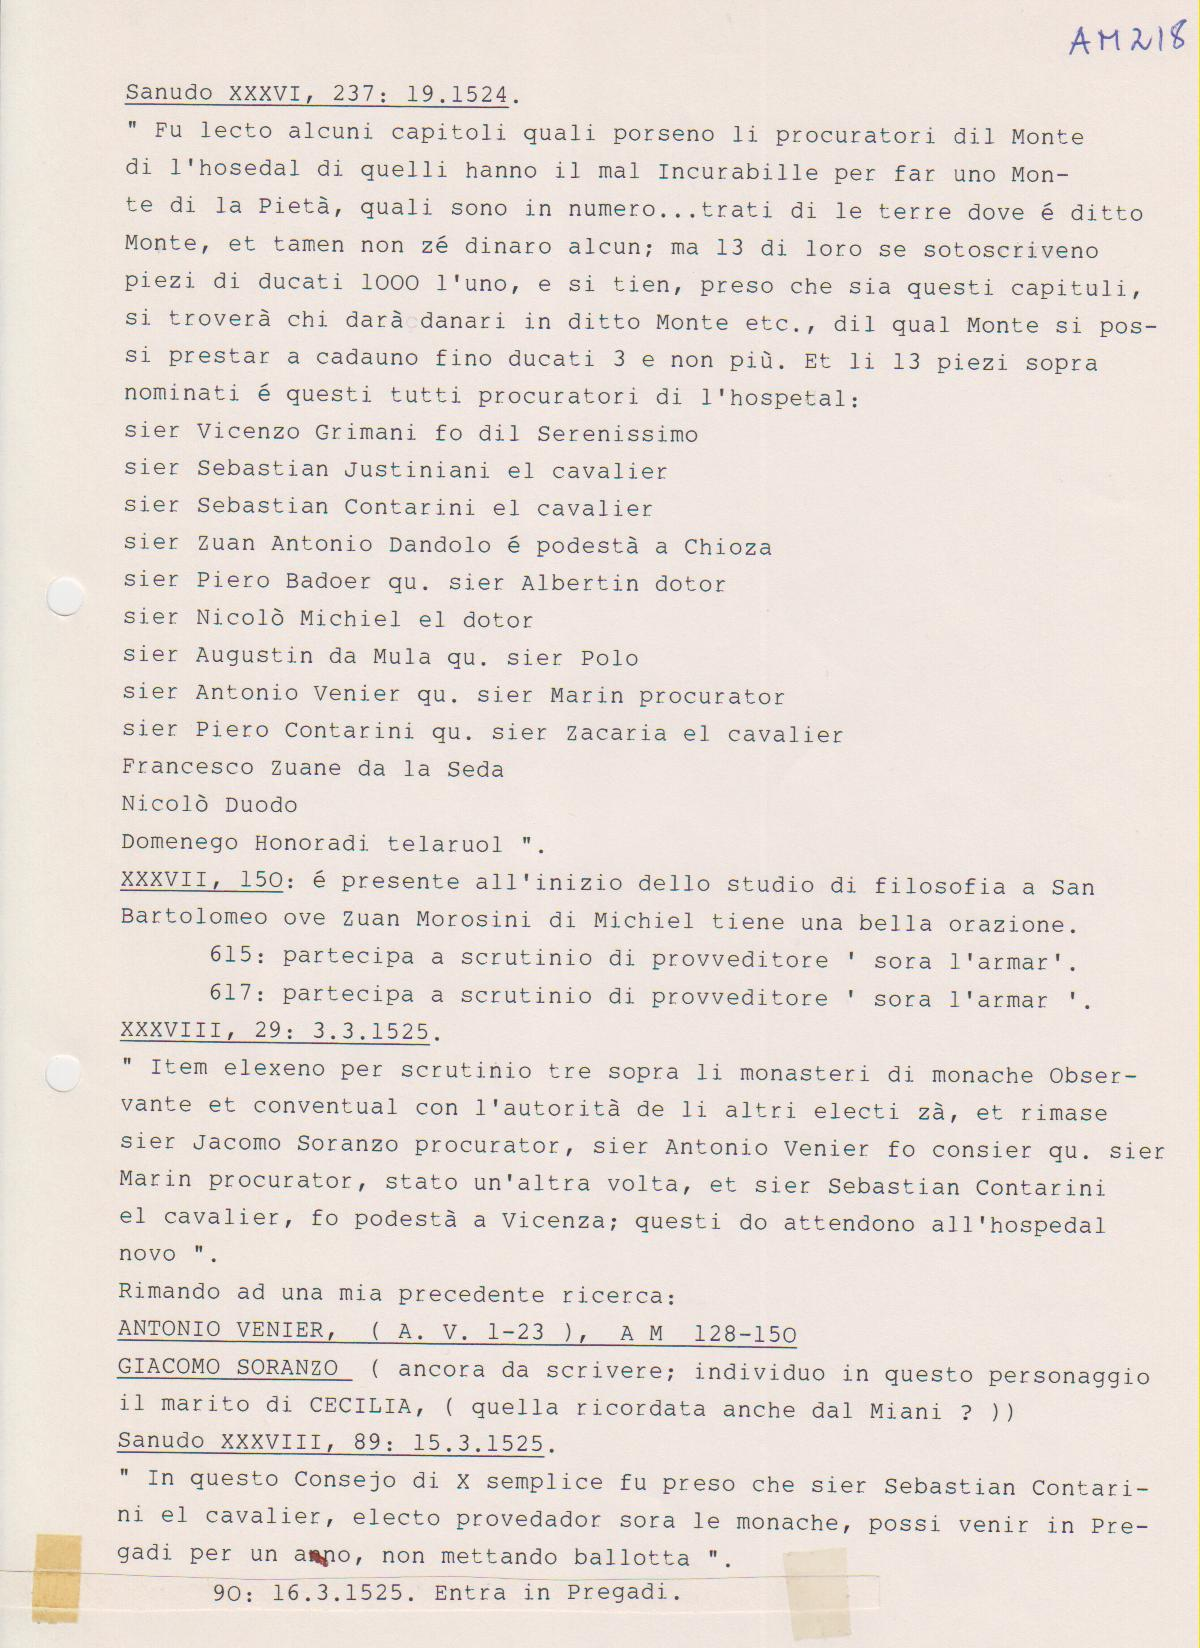 AM218
Sanudo XXXVI, 237: 19.1524.
" Fu lecto alcuni capitoli quali porseno li procuratori dil Monte
di l'hosedal di quelli hanno il mal Incurabille per far uno Mon-
te di la Pietà, quali sono in numero...trati di le terre dove é ditto
Monte, et tamen non zé dinaro alcun; ma 13 di loro se sotoscriveno
piezi di ducati 1000 l'uno, e si tien, preso che sia questi capituli,
si troverà chi darà danari in ditto Monte etc., dil qual Monte si pos-
si prestar a cadauno fino ducati 3 e non più. Et li 13 piezi sopra
nominati é questi tutti procuratori di l'hospetal:
sier Vicenzo Grimani fo dil Serenissimo
sier Sebastian Justiniani el cavalier
sier Sebastian Contarini el cavalier
sier Zuan Antonio Dandolo é podestà a Chioza
sier Piero Badoer qu. sier Albertin dotor
sier Nicolò Michiel el dotor
sier Augustin da Mula qu. sier Polo
sier Antonio Venier qu. sier Marin procurator
sier Piero Contarini qu. sier Zacaria el cavalier
Francesco Zuane da la Seda
Nicolò Duodo
Domenego Honoradi telaruol ".
XXXVII, 150: é presente all'inizio dello studio di filosofia a San
Bartolomeo ove Zuan Morosini di Michiel tiene una bella orazione.
615: partecipa a scrutinio di provveditore ' sora l'armar'.
617: partecipa a scrutinio di provveditore ' sora l'armar '.
XXXVIII, 29: 3.3.1525.
" Item elexeno per scrutinio tre sopra li monasteri di monache Obser-
vante et conventual con l'autorità de li altri electi zà, et rimase
sier Jacomo Soranzo procurator, sier Antonio Venier fo consier qu. sier
Marin procurator, stato un'altra volta, et sier Sebastian Contarini
el cavalier, fo podestà a Vicenza; questi do attendono all'hospedal
novo ".
Rimando ad una mia precedente ricerca:
ANTONIO VENIER, ( A. V. 1-23 ), A M 128-150
GIACOMO SORANZO ( ancora da scrivere; individuo in questo personaggio
il marito di CECILIA, ( quella ricordata anche dal Miani ? ))
Sanudo XXXVIII, 89: 15.3.1525.
" In questo Consejo di X semplice fu preso che sier Sebastian Contari-
ni el cavalier, electo provedador sora le monache, possi venir in Pre-
gadi per un anno, non mettando ballotta ".
90: 16.3.1525. Entra in Pregadi.